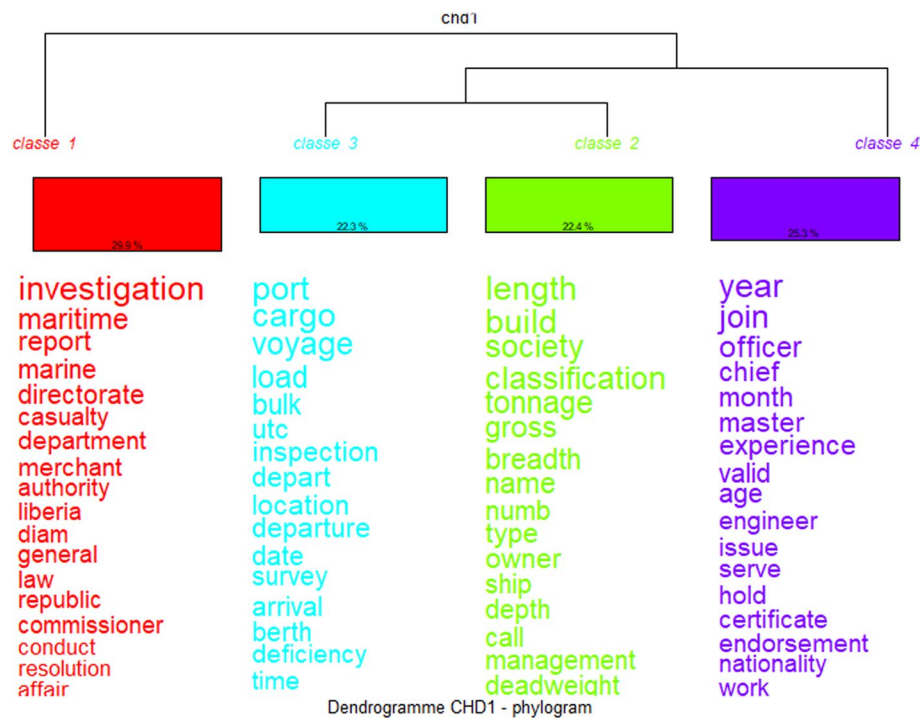 chd1
classe 1
classe 3
classe 2
classe 4
29.9 %
22.3 %
22.4 %
25.3 %
investigation
maritime
report
marine
directorate
casualty
department
merchant
authority
liberia
diam
general
law
republic
commissioner
conduct
resolution
affair
port
cargo
voyage
load
bulk
utc
inspection
depart
location
departure
date
survey
arrival
berth
deficiency
time
length
build
society
classification
tonnage
gross
breadth
name
numb
type
owner
ship
depth
call
management
deadweight
year
join
officer
chief
month
master
experience
valid
age
engineer
issue
serve
hold
certificate
endorsement
nationality
work
Dendrogramme CHD1 - phylogram